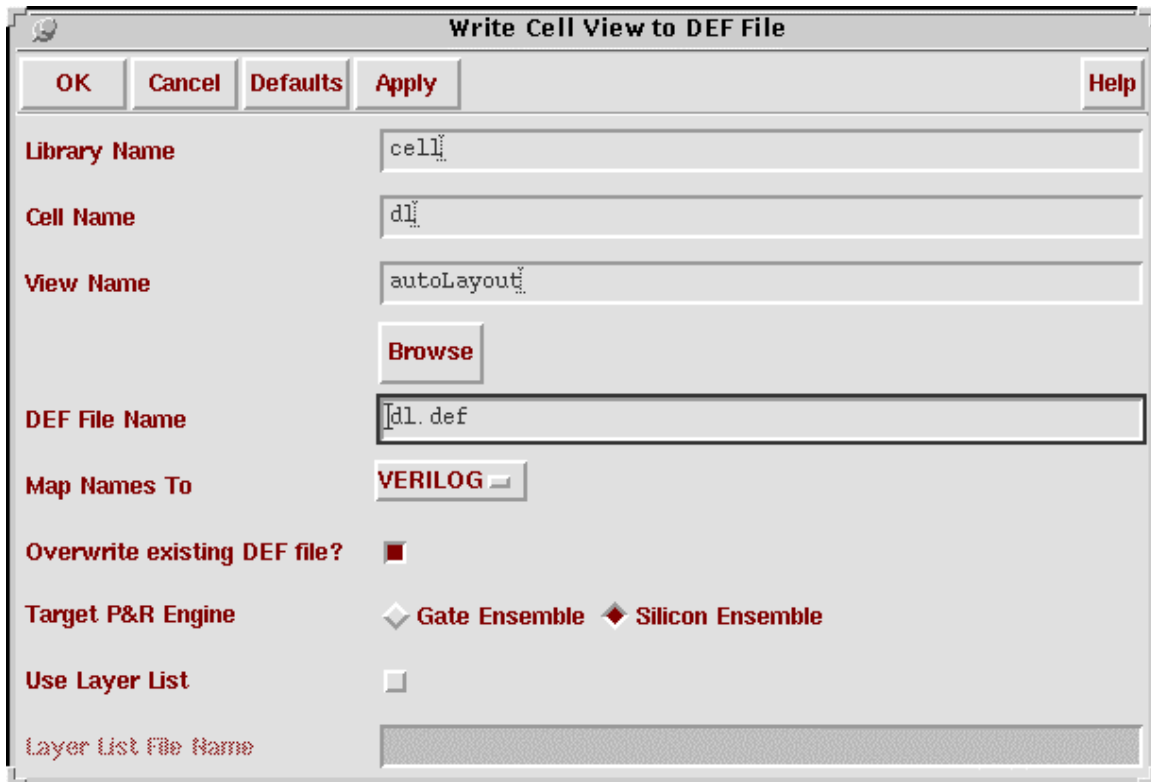 Write Cell View to DEF File
OK Cancel Defaults Apply Help
Library Name cell
Cell Name dl
View Name autoLayout
Browse
DEF File Name dl.def
Map Names To VERILOG
Overwrite existing DEF file?
Target P&R Engine Gate Ensemble Silicon Ensemble
Use Layer List
Layer List File Name